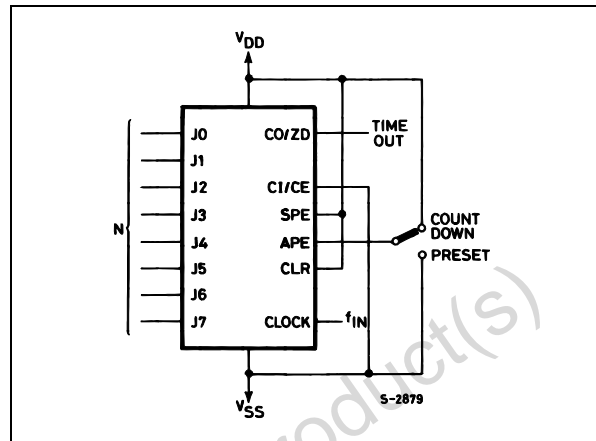 VDD
J0 CO/ZD TIME OUT
J1
J2 CI/CE
J3 SPE COUNT DOWN
N J4 APE
PRESET
J5 CLR
J6
J7 CLOCK fIN
VSS
S-2879
roduct(s)